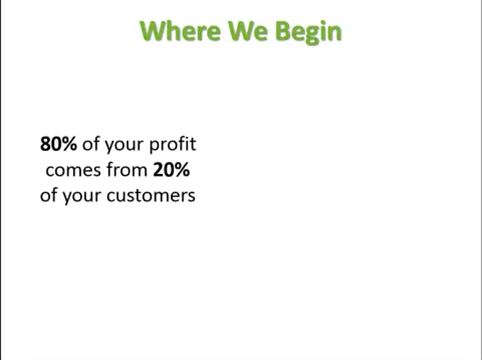 Where We Begin
80% of your profit
comes from 20%
of your customers